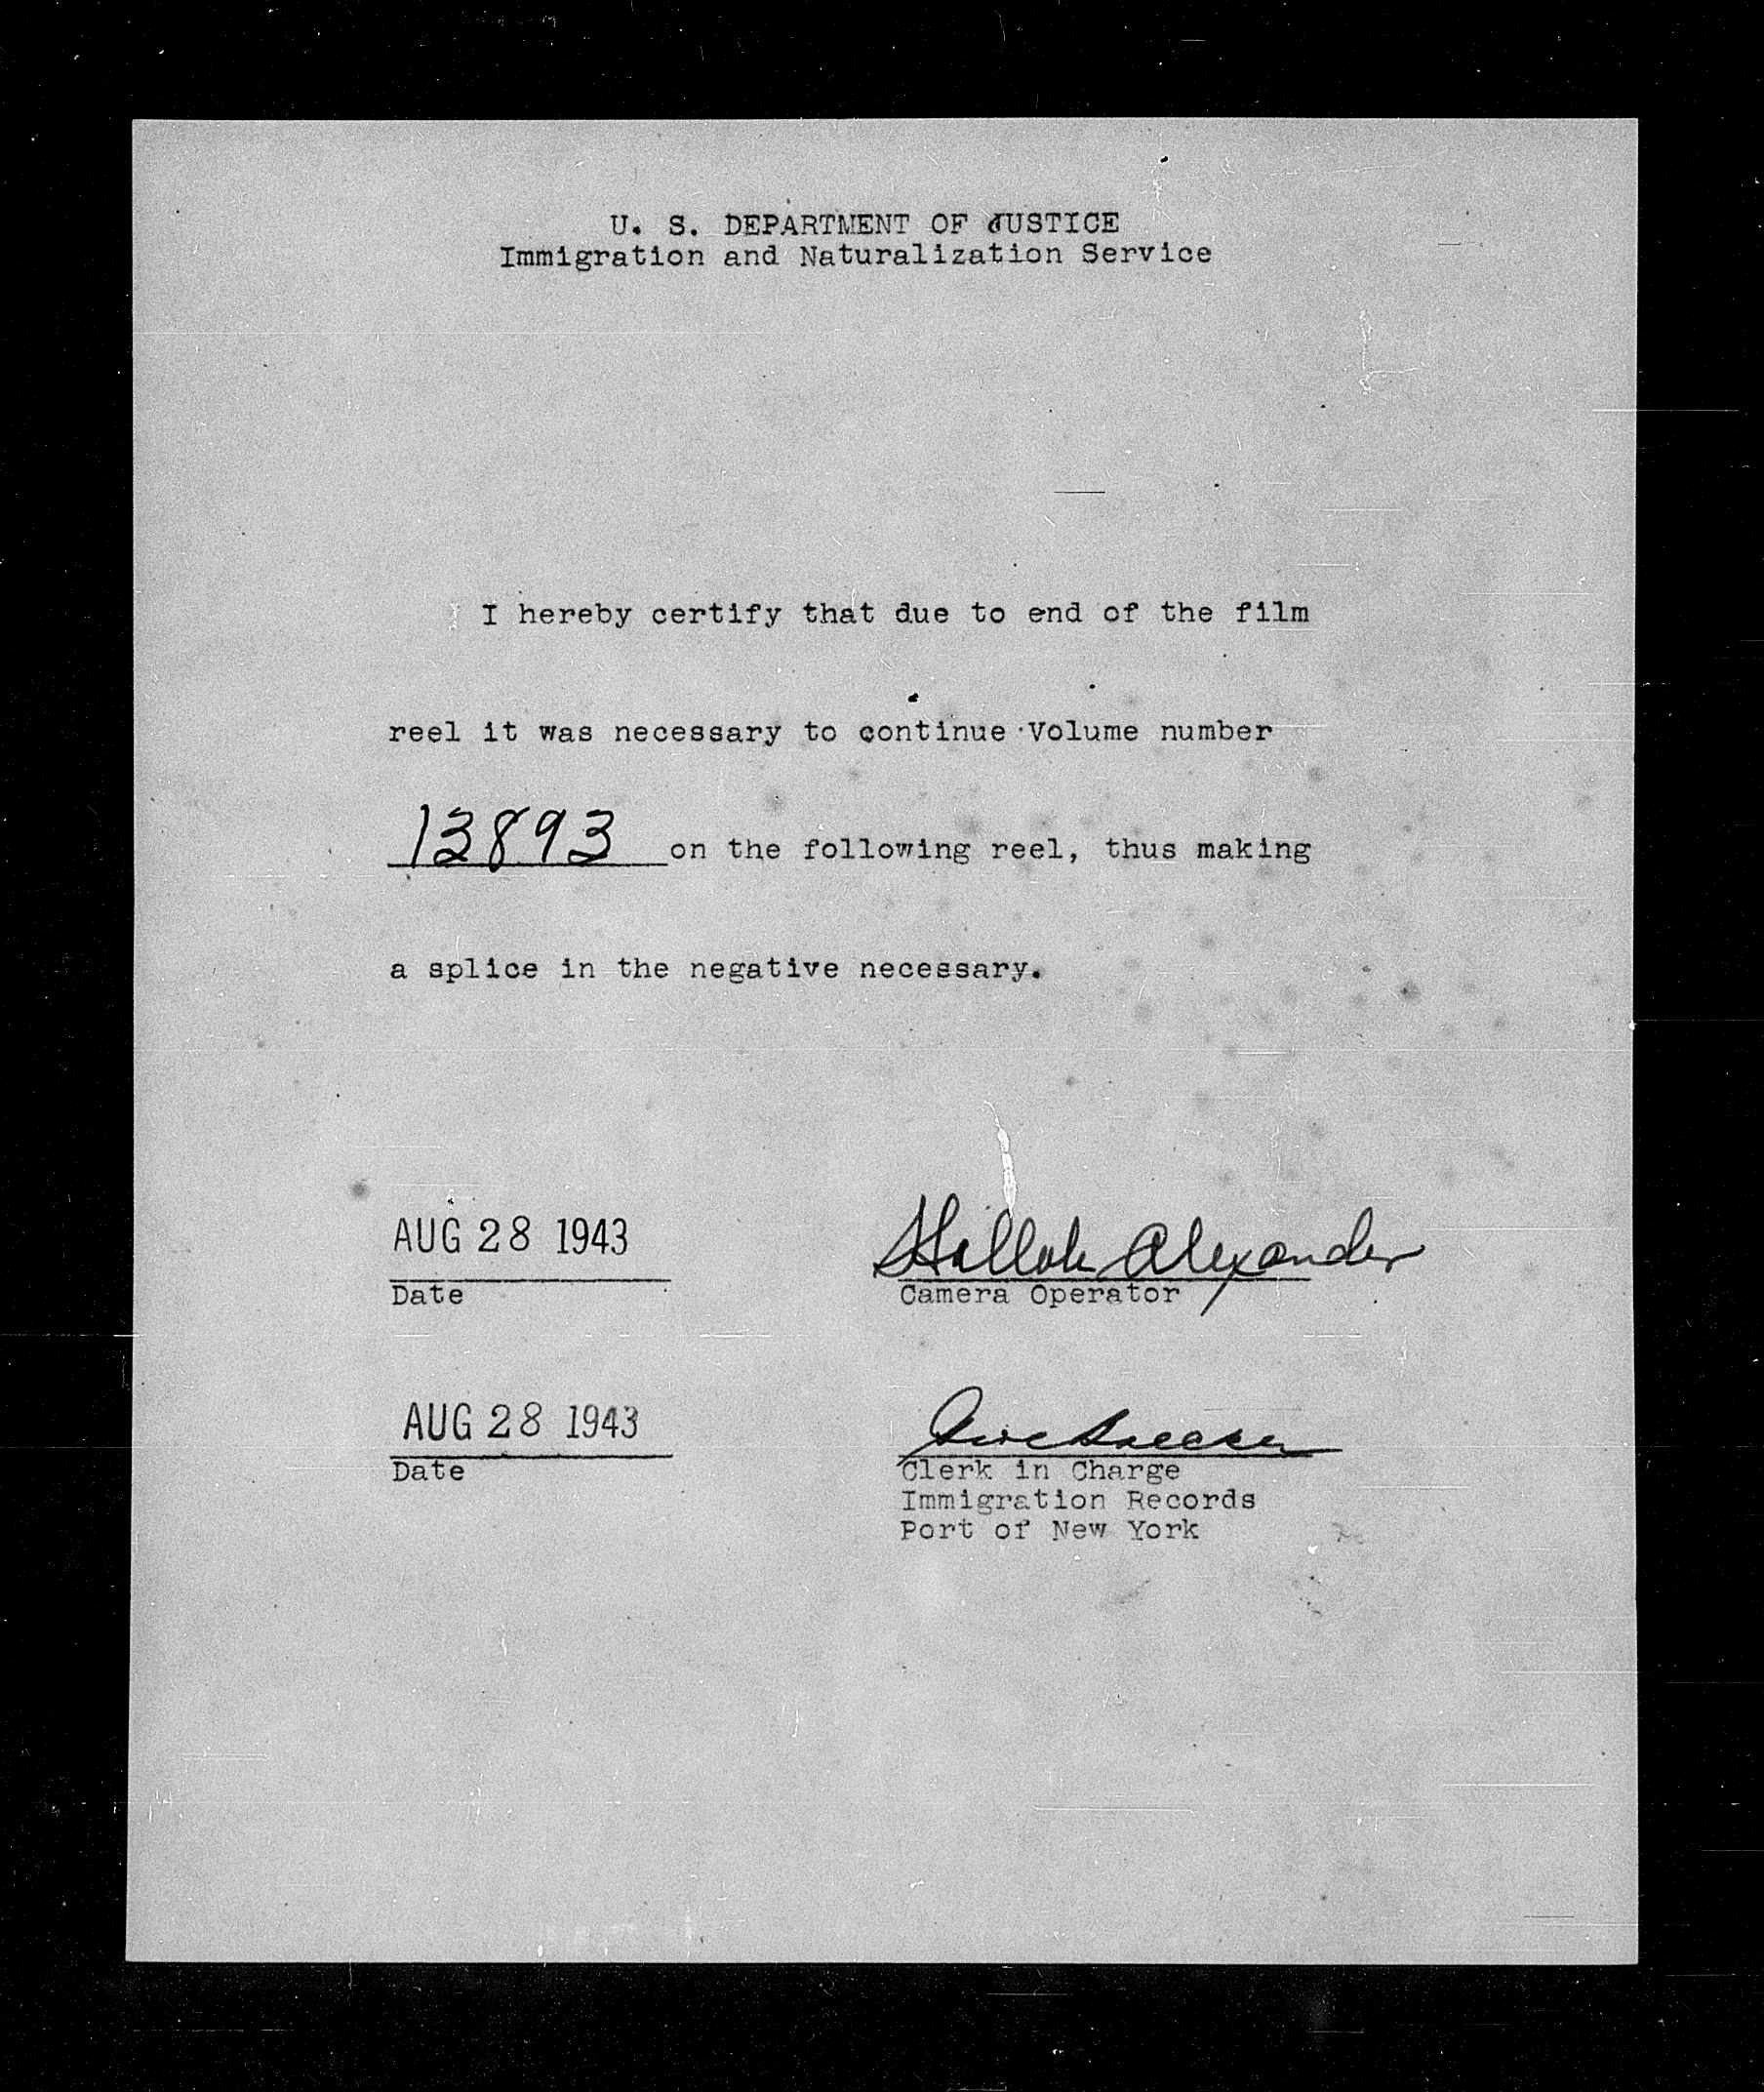 U. S. DEPARTMENT OF JUSTICE
Immigration and Naturalization Service
I hereby certify that due to end of the film
reel it was necessary to continue Volume number
13893 on the following reel, thus making
a splice in the negative necessary.
AUG 28 1943
Alexander
Date
Camera Operator
AUG 28 1943
Date
Clerk in Charge
Immigration Records
Port of New York